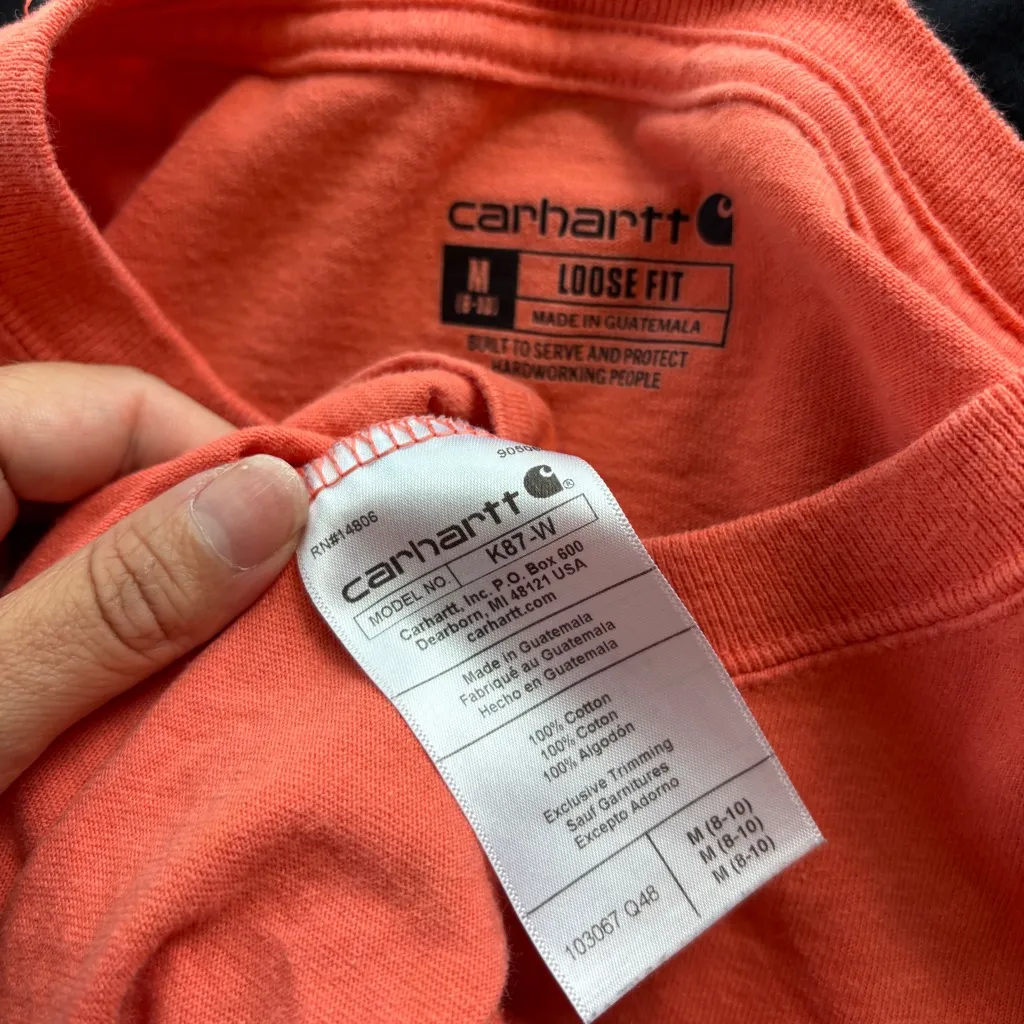 carhartt
M
LOOSE FIT
(8-10)
MADE IN GUATEMALA
BUILT TO SERVE AND PROTECT
HARDWORKING PEOPLE
RN#14806
carhartt ®
MODEL NO. K87-W
Carhartt, Inc. P.O. Box 600
Dearborn, MI 48121 USA
carhartt.com
Made in Guatemala
Fabriqué au Guatemala
Hecho en Guatemala
100% Cotton
100% Coton
100% Algodón
Exclusive Trimming
Sauf Garnitures
Excepto Adorno
M (8-10)
M (8-10)
M (8-10)
103067 Q48